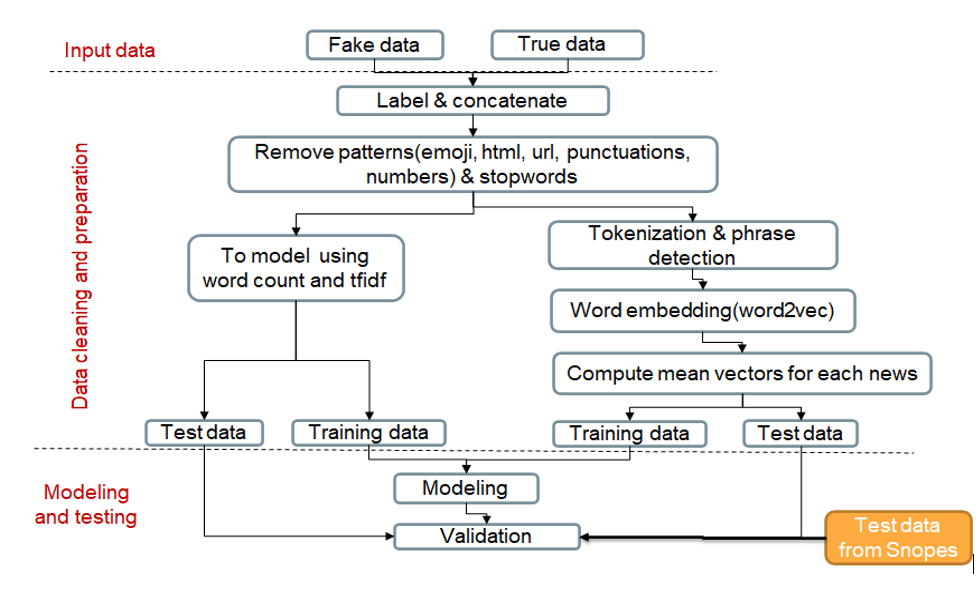 Input data
Fake data
True data
Label & concatenate
Remove patterns(emoji, html, url, punctuations,
numbers) & stopwords
Data cleaning and preparation
To model using
word count and tfidf
Tokenization & phrase
detection
Word embedding(word2vec)
Compute mean vectors for each news
Test data
Training data
Training data
Test data
Modeling
and testing
Modeling
Validation
Test data
from Snopes